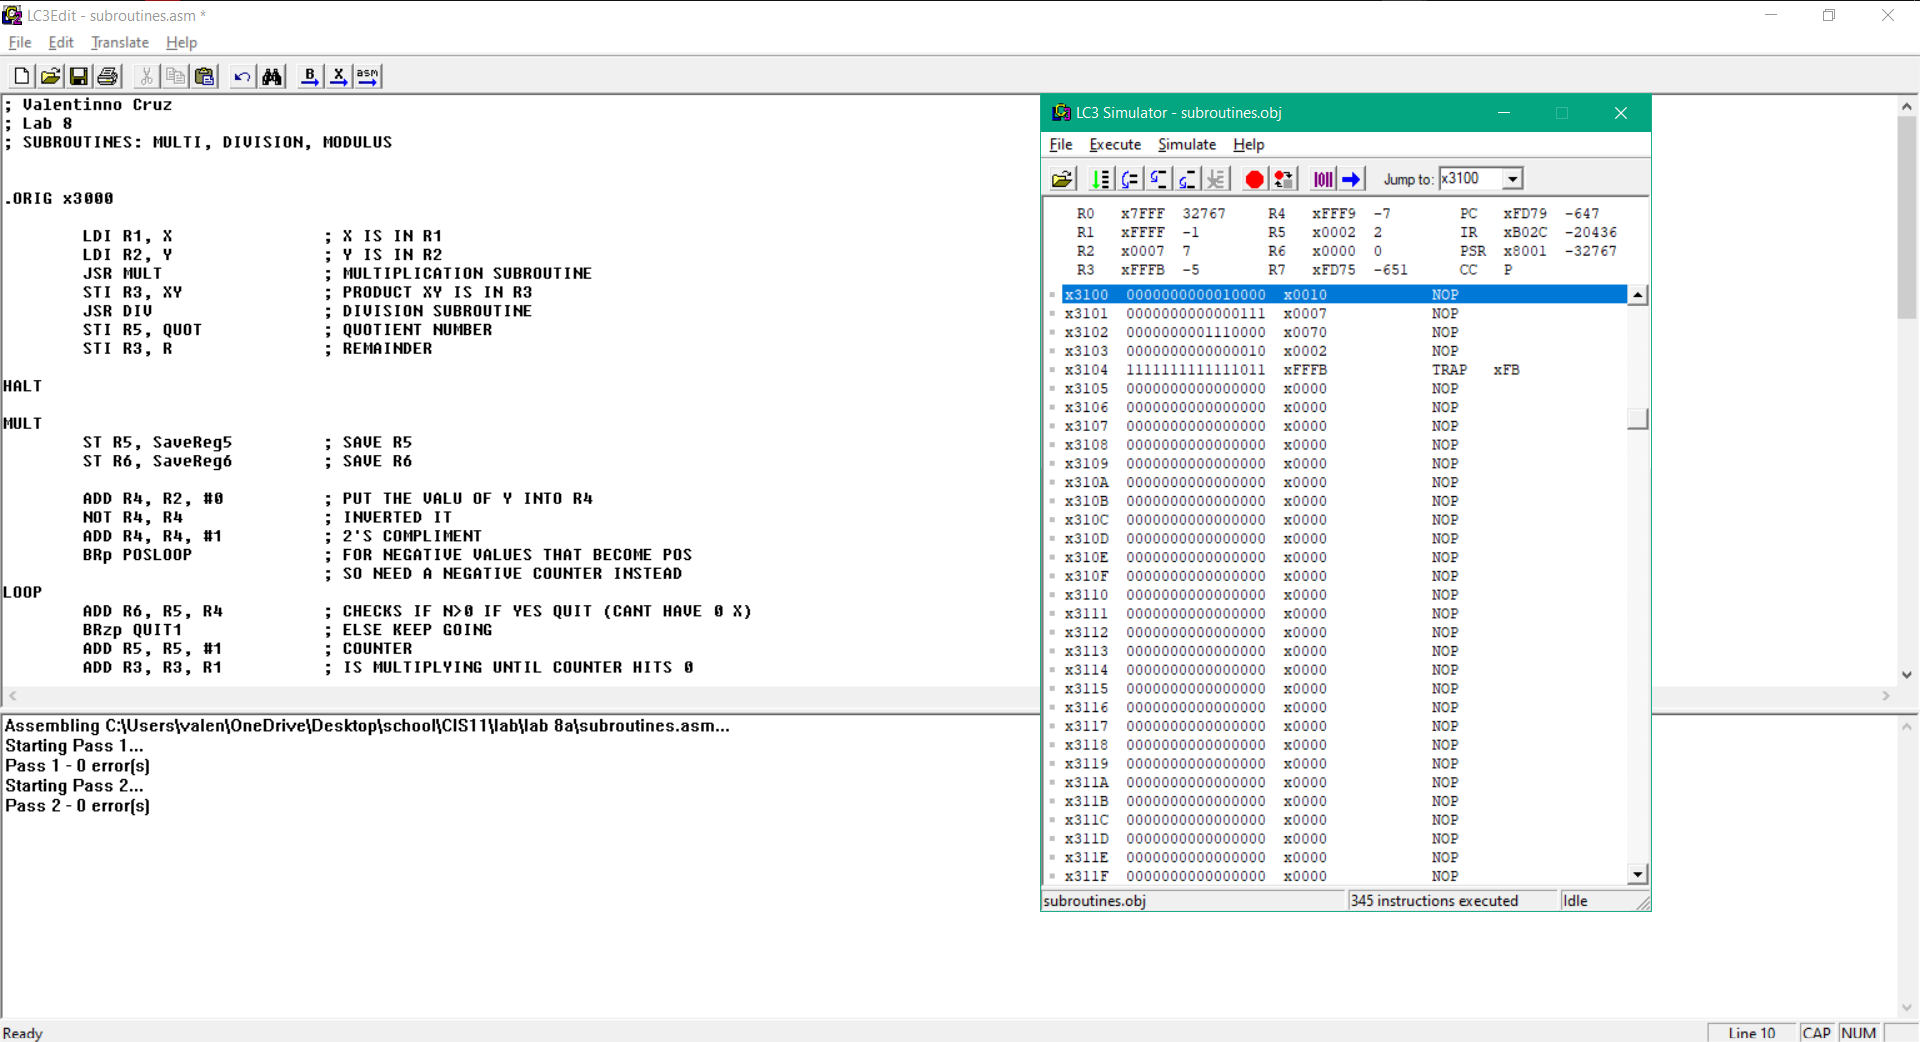 LC3Edit - subroutines.asm *
File Edit Translate Help
B X asm
; Valentinno Cruz
; Lab 8
; SUBROUTINES: MULTI, DIVISION, MODULUS
.ORIG x3000
LDI R1, X ; X IS IN R1
LDI R2, Y ; Y IS IN R2
JSR MULT ; MULTIPLICATION SUBROUTINE
STI R3, XY ; PRODUCT XY IS IN R3
JSR DIV ; DIVISION SUBROUTINE
STI R5, QUOT ; QUOTIENT NUMBER
STI R3, R ; REMAINDER
HALT
MULT
ST R5, SaveReg5 ; SAVE R5
ST R6, SaveReg6 ; SAVE R6
ADD R4, R2, #0 ; PUT THE VALU OF Y INTO R4
NOT R4, R4 ; INVERTED IT
ADD R4, R4, #1 ; 2'S COMPLIMENT
BRp POSLOOP ; FOR NEGATIVE VALUES THAT BECOME POS
; SO NEED A NEGATIVE COUNTER INSTEAD
LOOP
ADD R6, R5, R4 ; CHECKS IF N>0 IF YES QUIT (CANT HAVE 0 X)
BRzp QUIT1 ; ELSE KEEP GOING
ADD R5, R5, #1 ; COUNTER
ADD R3, R3, R1 ; IS MULTIPLYING UNTIL COUNTER HITS 0
Assembling C:\Users\valen\OneDrive\Desktop\school\CIS11\lab\lab 8a\subroutines.asm...
Starting Pass 1...
Pass 1 - 0 error(s)
Starting Pass 2...
Pass 2 - 0 error(s)
Ready
Line 10 CAP NUM
LC3 Simulator - subroutines.obj
File Execute Simulate Help
Jump to: x3100
R0 x7FFF 32767 R4 xFFF9 -7 PC xFD79 -647
R1 xFFFF -1 R5 x0002 2 IR xB02C -20436
R2 x0007 7 R6 x0000 0 PSR x8001 -32767
R3 xFFFB -5 R7 xFD75 -651 CC P
x3100 0000000000010000 x0010 NOP
x3101 0000000000000111 x0007 NOP
x3102 0000000001110000 x0070 NOP
x3103 0000000000000010 x0002 NOP
x3104 1111111111111011 xFFFB TRAP xFB
x3105 0000000000000000 x0000 NOP
x3106 0000000000000000 x0000 NOP
x3107 0000000000000000 x0000 NOP
x3108 0000000000000000 x0000 NOP
x3109 0000000000000000 x0000 NOP
x310A 0000000000000000 x0000 NOP
x310B 0000000000000000 x0000 NOP
x310C 0000000000000000 x0000 NOP
x310D 0000000000000000 x0000 NOP
x310E 0000000000000000 x0000 NOP
x310F 0000000000000000 x0000 NOP
x3110 0000000000000000 x0000 NOP
x3111 0000000000000000 x0000 NOP
x3112 0000000000000000 x0000 NOP
x3113 0000000000000000 x0000 NOP
x3114 0000000000000000 x0000 NOP
x3115 0000000000000000 x0000 NOP
x3116 0000000000000000 x0000 NOP
x3117 0000000000000000 x0000 NOP
x3118 0000000000000000 x0000 NOP
x3119 0000000000000000 x0000 NOP
x311A 0000000000000000 x0000 NOP
x311B 0000000000000000 x0000 NOP
x311C 0000000000000000 x0000 NOP
x311D 0000000000000000 x0000 NOP
x311E 0000000000000000 x0000 NOP
x311F 0000000000000000 x0000 NOP
subroutines.obj 345 instructions executed Idle